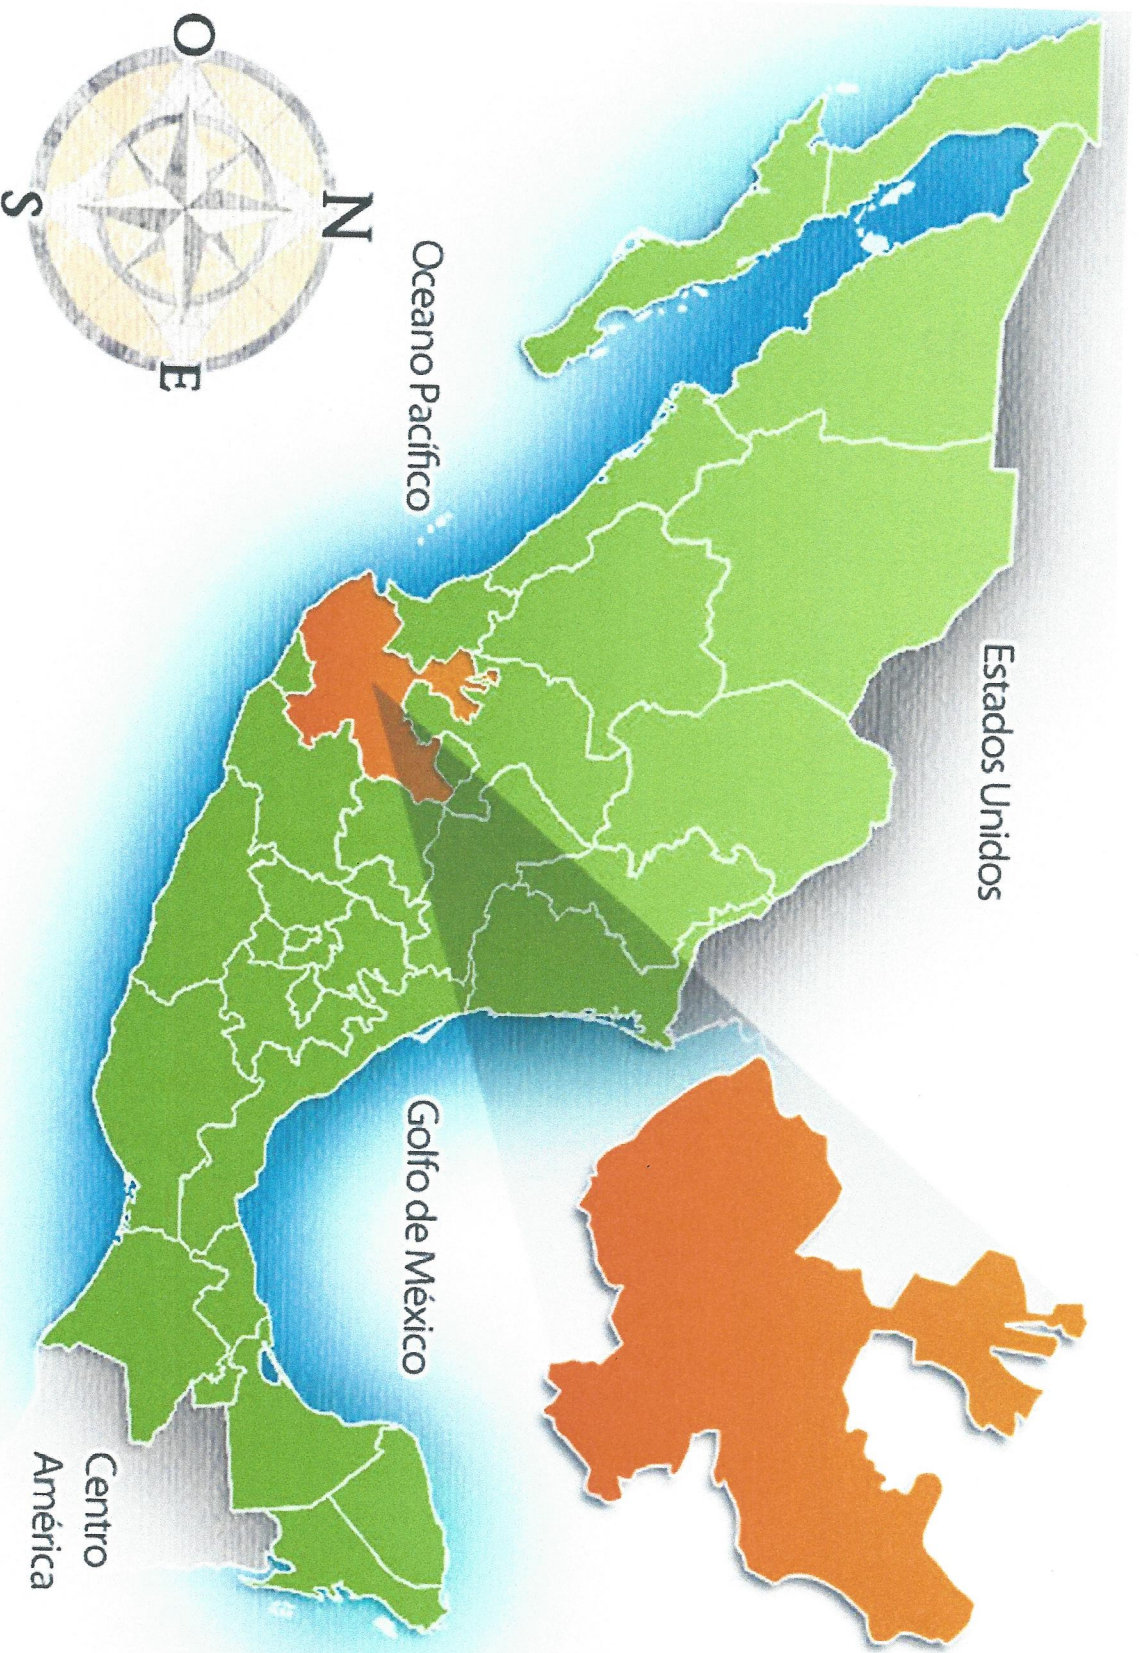 Estados Unidos
Oceano Pacífico
Golfo de México
Centro
América
N
O
E
S